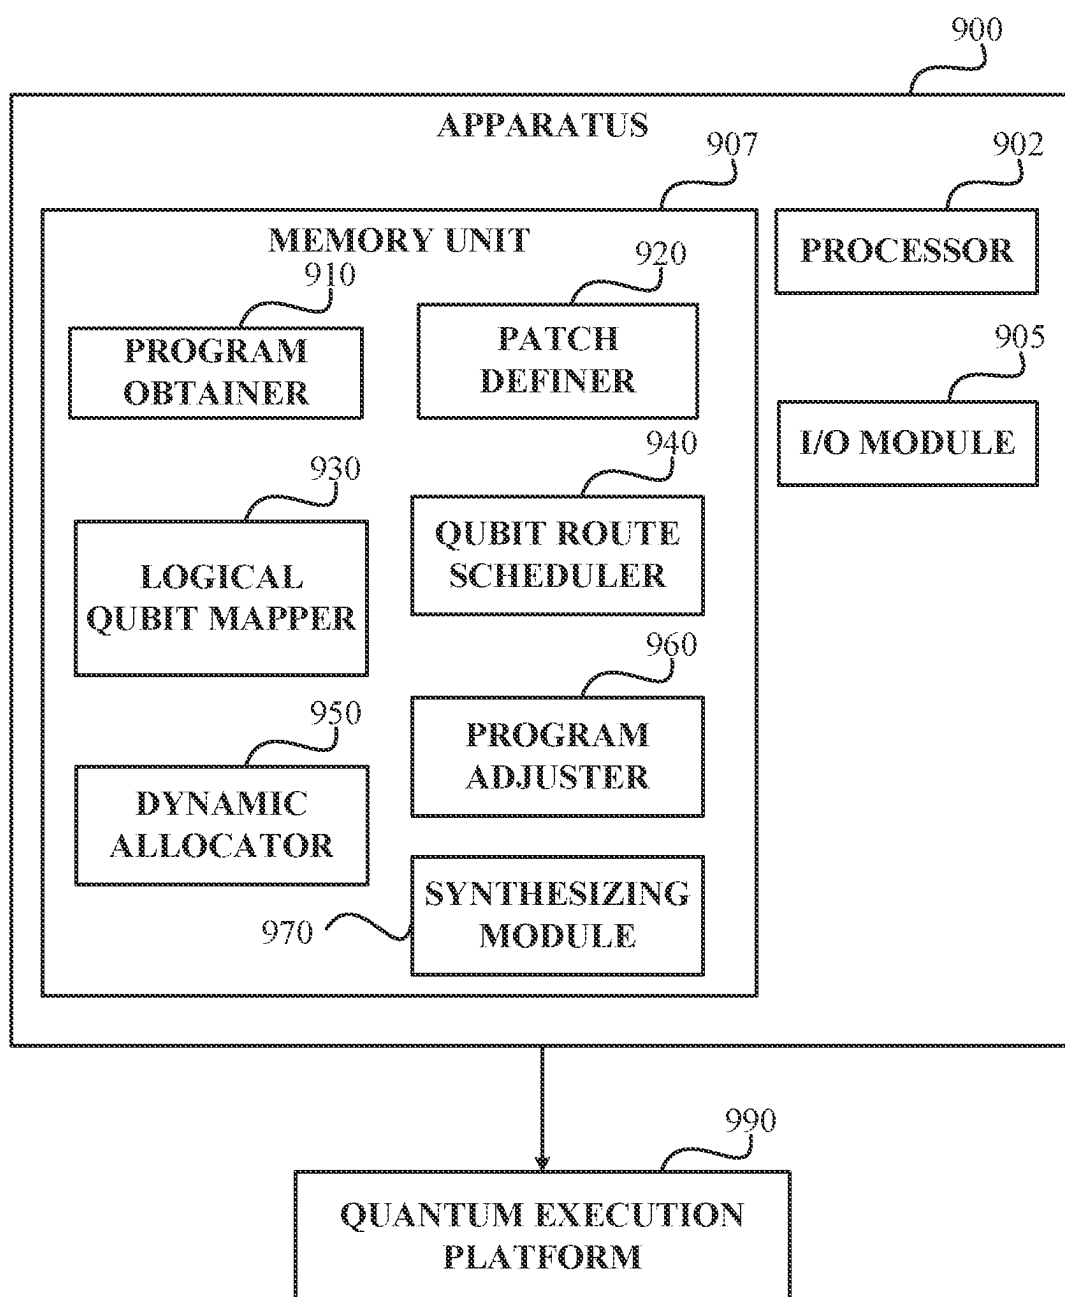 900
APPARATUS
907
902
MEMORY UNIT
PROCESSOR
910
920
PROGRAM
OBTAINER
PATCH
DEFINER
905
I/O MODULE
930
940
LOGICAL
QUBIT MAPPER
QUBIT ROUTE
SCHEDULER
950
960
DYNAMIC
ALLOCATOR
PROGRAM
ADJUSTER
970
SYNTHESIZING
MODULE
990
QUANTUM EXECUTION
PLATFORM